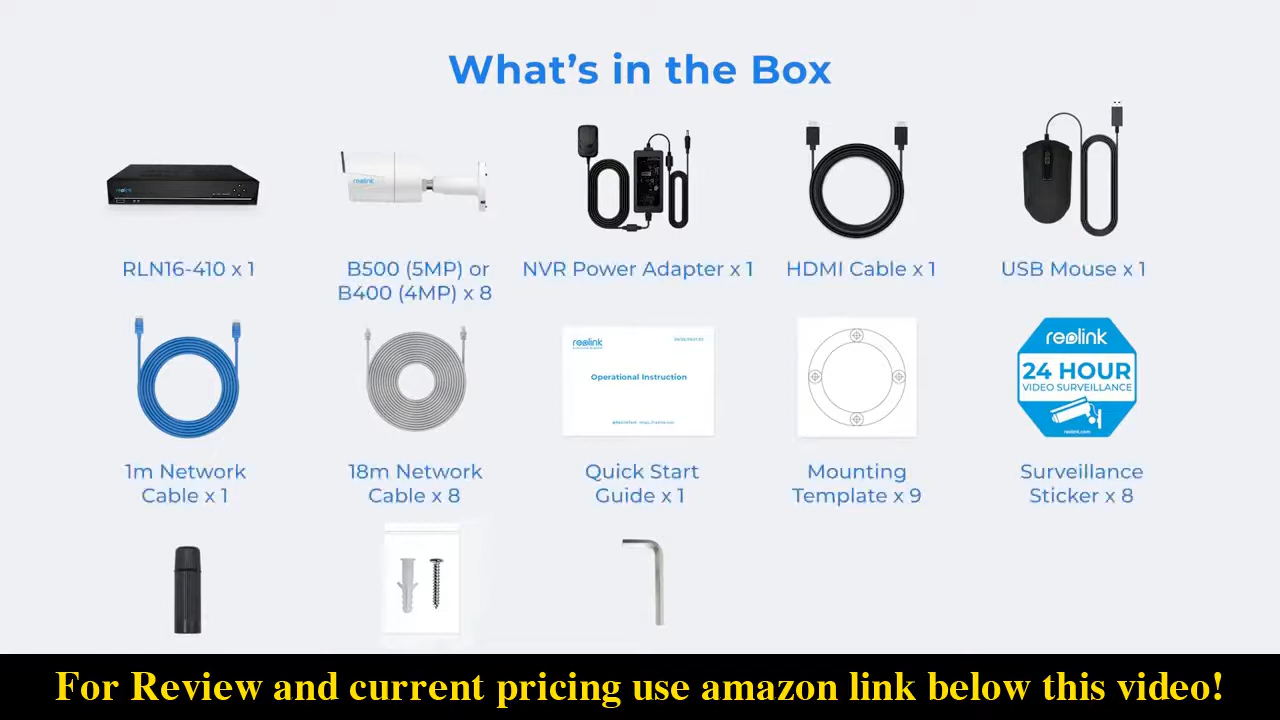 What's in the Box
reolink
reolink
RLN16-410 x 1
B500 (5MP) or
B400 (4MP) x 8
NVR Power Adapter x 1
HDMI Cable x 1
USB Mouse x 1
reolink
Operational Instruction
reolink
24 HOUR
VIDEO SURVEILLANCE
reolink.com
1m Network
Cable x 1
18m Network
Cable x 8
Quick Start
Guide x 1
Mounting
Template x 9
Surveillance
Sticker x 8
For Review and current pricing use amazon link below this video!